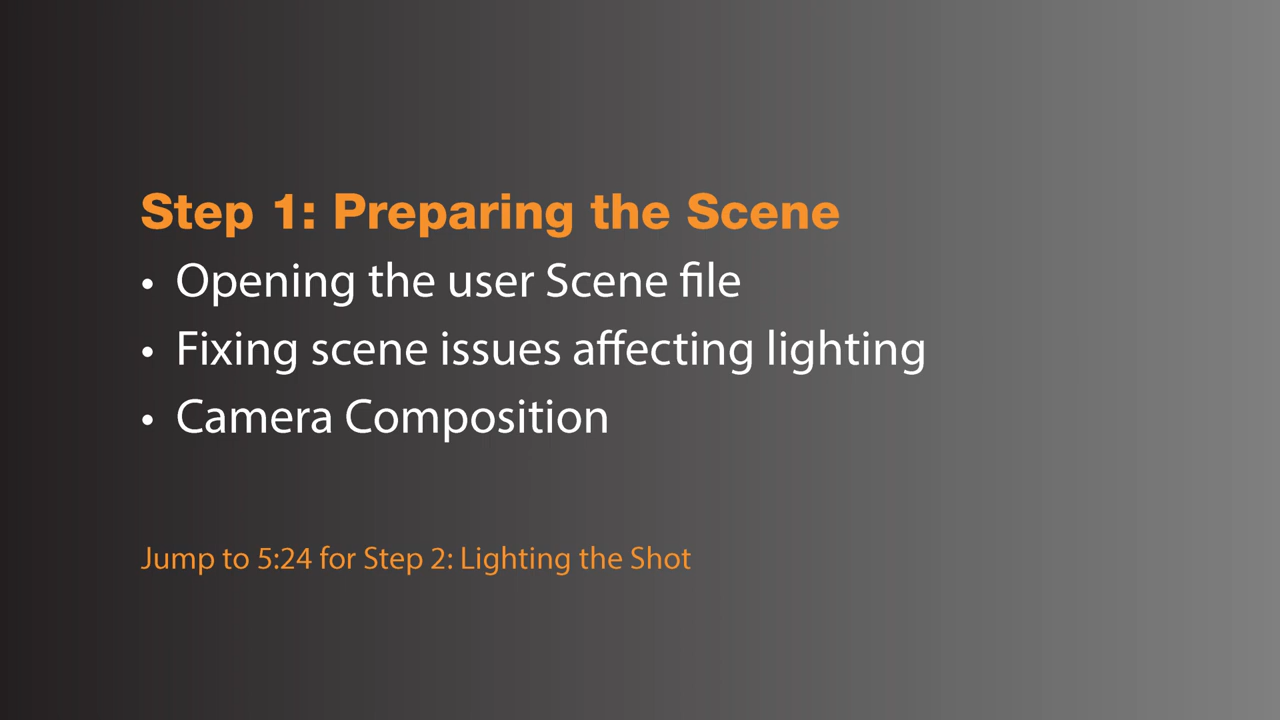 Step 1: Preparing the Scene
• Opening the user Scene file
• Fixing scene issues affecting lighting
• Camera Composition
Jump to 5:24 for Step 2: Lighting the Shot